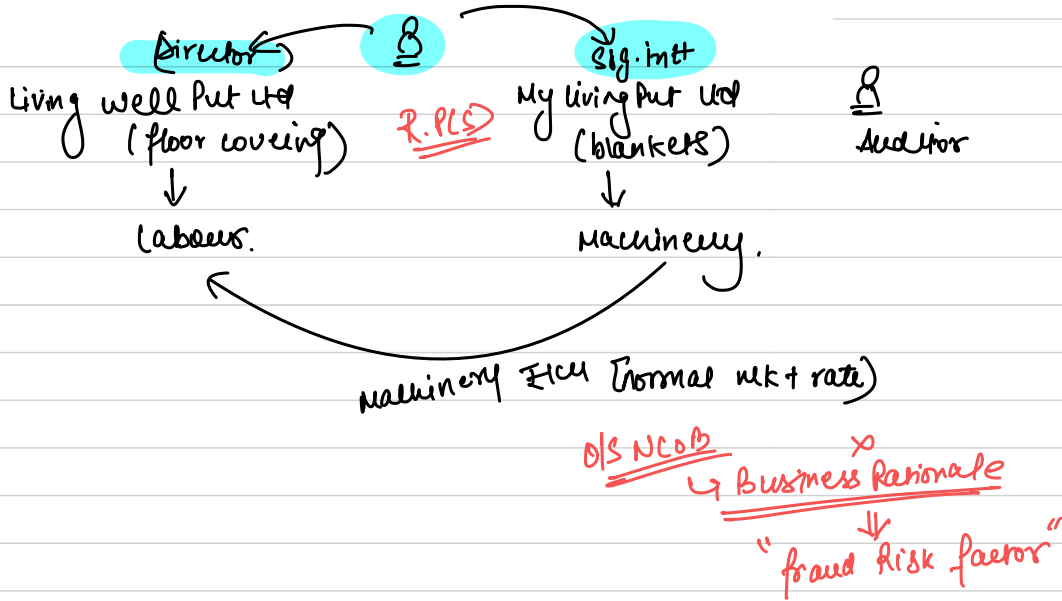 Director
Sig. intt
Living well Pvt Ltd
(floor covering)
R.P(S)
My Living Pvt Ltd
(blankets)
Auditor
Labour.
Machinery.
Machinery [normal mkt rate)
O/S NCOB
x
↳ Business Rationale
"fraud Risk factor"